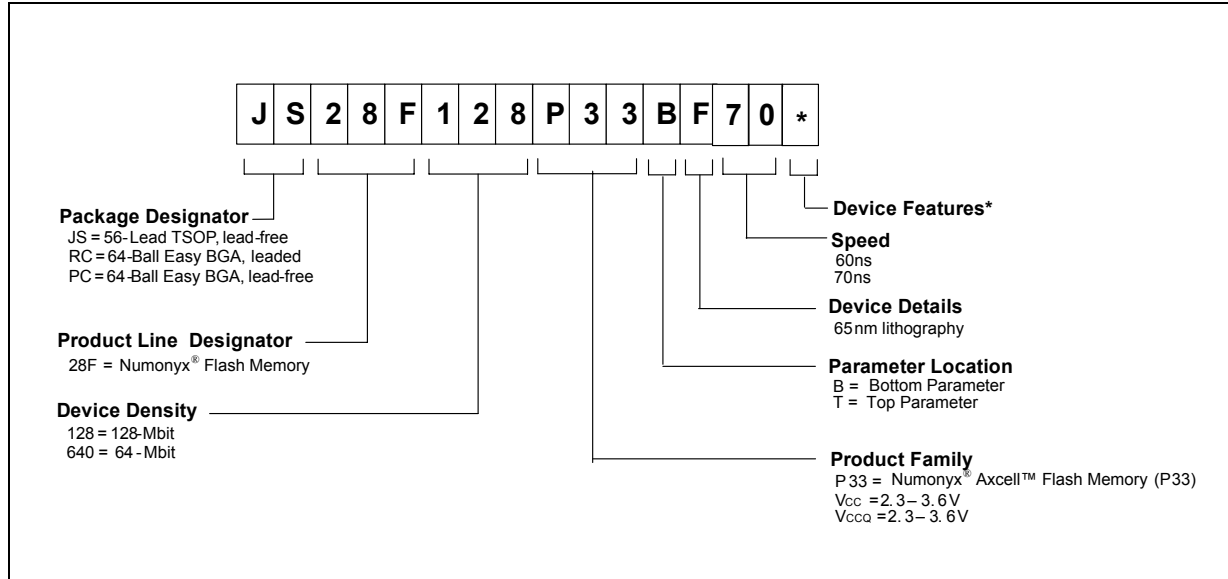 J S 2 8 F 1 2 8 P 3 3 B F 7 0 *
Package Designator
JS = 56-Lead TSOP, lead-free
RC = 64-Ball Easy BGA, leaded
PC = 64-Ball Easy BGA, lead-free
Product Line Designator
28F = Numonyx® Flash Memory
Device Density
128 = 128-Mbit
640 = 64-Mbit
Device Features*
Speed
60ns
70ns
Device Details
65nm lithography
Parameter Location
B = Bottom Parameter
T = Top Parameter
Product Family
P33 = Numonyx® Axcell™ Flash Memory (P33)
VCC = 2.3 – 3.6V
VCCQ = 2.3 – 3.6V